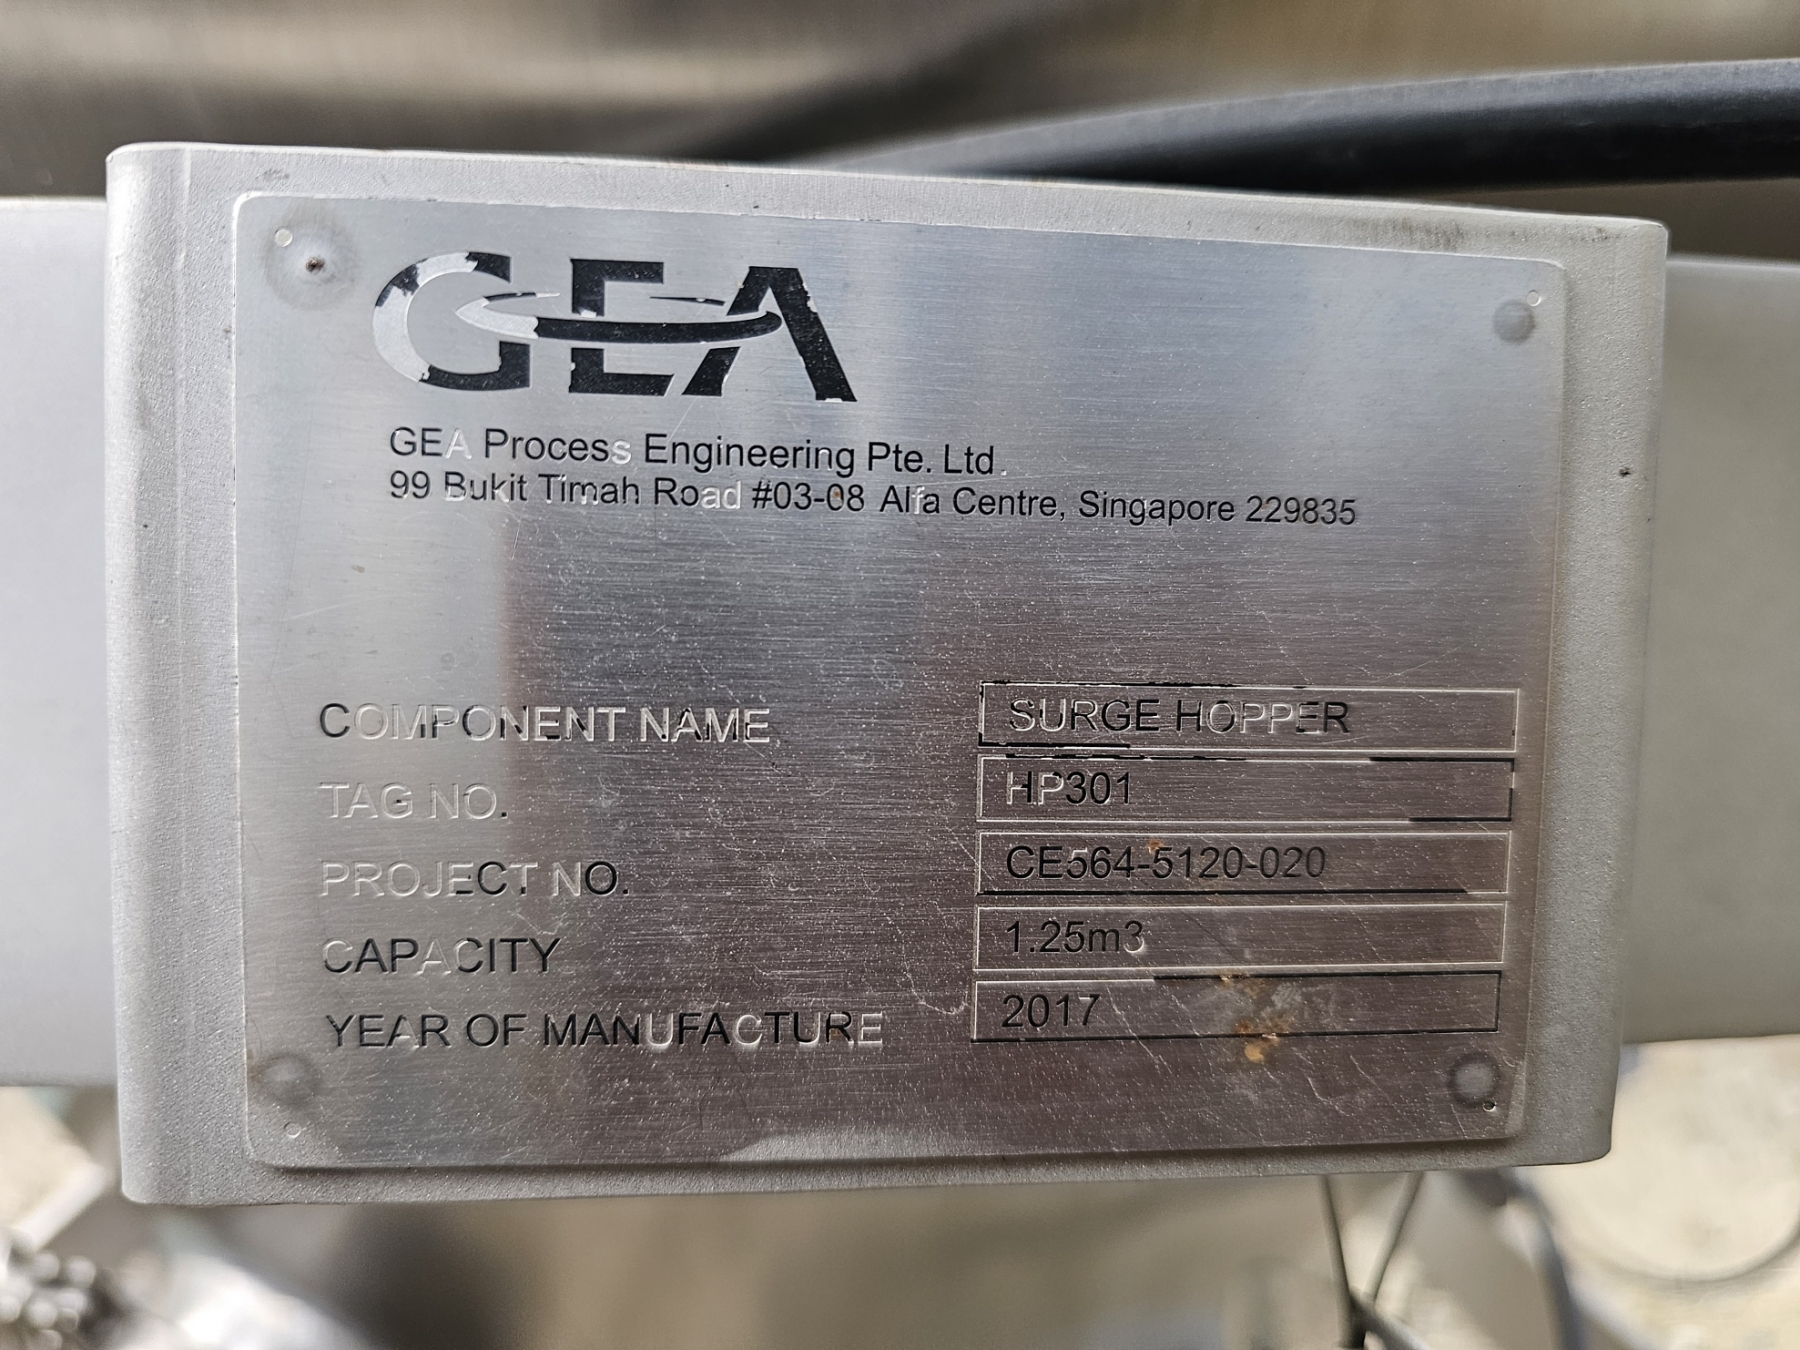 GEA
GEA Process Engineering Pte. Ltd.
99 Bukit Timah Road #03-08 Alfa Centre, Singapore 229835
COMPONENT NAME SURGE HOPPER
TAG NO. HP301
PROJECT NO. CE564-5120-020
CAPACITY 1.25m3
YEAR OF MANUFACTURE 2017